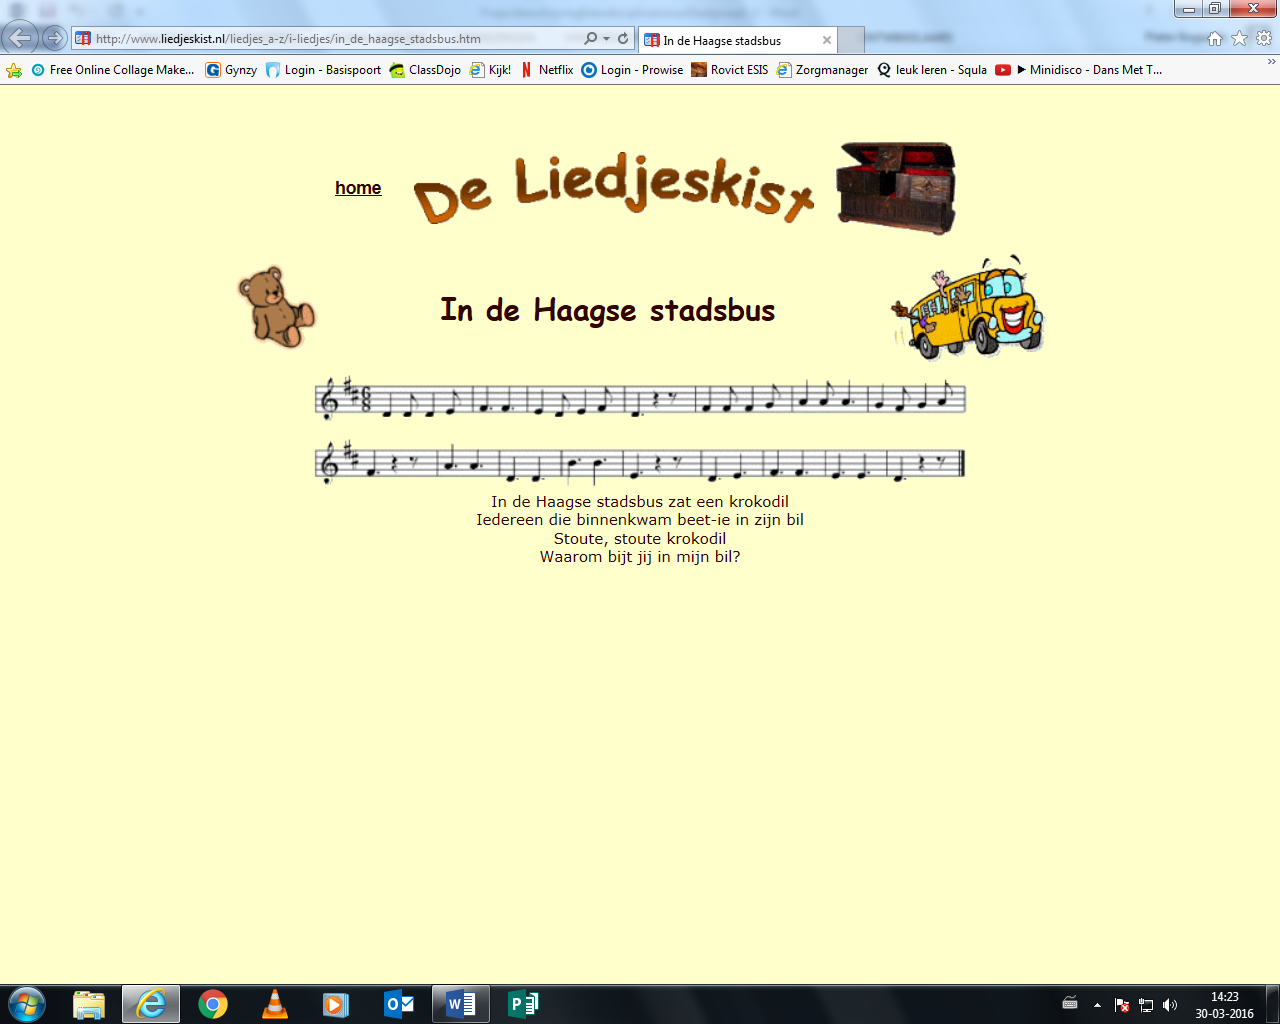 http://www.liedjeskist.nl/liedjes_a-z/i-liedjes/in_de_haagse_stadsbus.htm
In de Haagse stadsbus
Free Online Collage Make...
Gynzy
Login - Basispoort
ClassDojo
Kijk!
Netflix
Login - Prowise
Rovict ESIS
Zorgmanager
leuk leren - Squla
Minidisco - Dans Met T...
home
De Liedjeskist
In de Haagse stadsbus
6
8
In de Haagse stadsbus zat een krokodil
Iedereen die binnenkwam beet-ie in zijn bil
Stoute, stoute krokodil
Waarom bijt jij in mijn bil?
14:23
30-03-2016